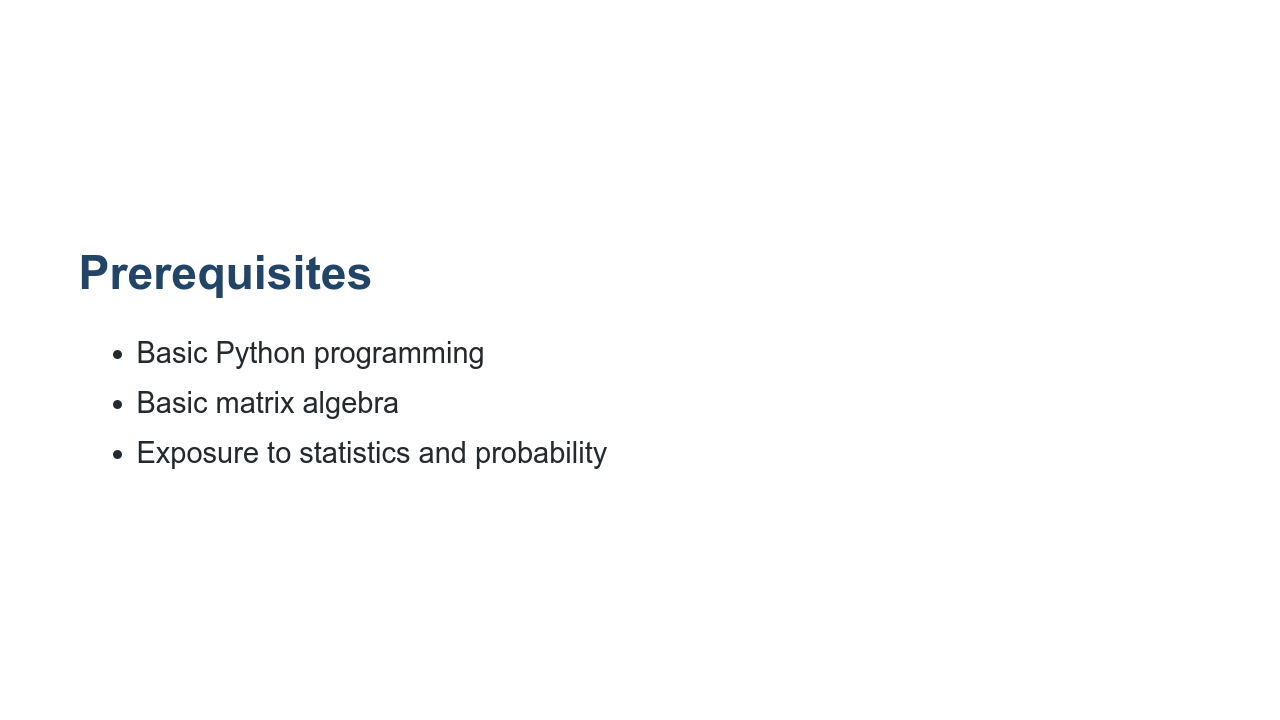 Prerequisites
Basic Python programming
Basic matrix algebra
Exposure to statistics and probability